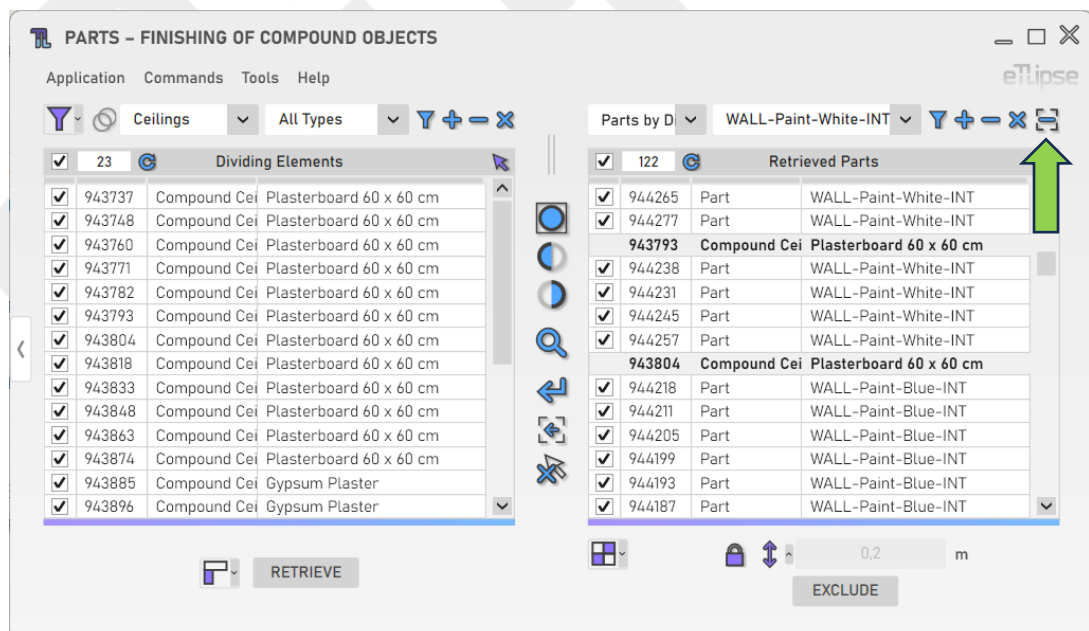 PARTS – FINISHING OF COMPOUND OBJECTS
Application Commands Tools Help
eTLipse
Ceilings All Types
Parts by Di WALL-Paint-White-INT
23 Dividing Elements
943737 Compound Cei Plasterboard 60 x 60 cm
943748 Compound Cei Plasterboard 60 x 60 cm
943760 Compound Cei Plasterboard 60 x 60 cm
943771 Compound Cei Plasterboard 60 x 60 cm
943782 Compound Cei Plasterboard 60 x 60 cm
943793 Compound Cei Plasterboard 60 x 60 cm
943804 Compound Cei Plasterboard 60 x 60 cm
943818 Compound Cei Plasterboard 60 x 60 cm
943833 Compound Cei Plasterboard 60 x 60 cm
943848 Compound Cei Plasterboard 60 x 60 cm
943863 Compound Cei Plasterboard 60 x 60 cm
943874 Compound Cei Plasterboard 60 x 60 cm
943885 Compound Cei Gypsum Plaster
943896 Compound Cei Gypsum Plaster
RETRIEVE
122 Retrieved Parts
944265 Part WALL-Paint-White-INT
944277 Part WALL-Paint-White-INT
943793 Compound Cei Plasterboard 60 x 60 cm
944238 Part WALL-Paint-White-INT
944231 Part WALL-Paint-White-INT
944245 Part WALL-Paint-White-INT
944257 Part WALL-Paint-White-INT
943804 Compound Cei Plasterboard 60 x 60 cm
944218 Part WALL-Paint-Blue-INT
944211 Part WALL-Paint-Blue-INT
944205 Part WALL-Paint-Blue-INT
944199 Part WALL-Paint-Blue-INT
944193 Part WALL-Paint-Blue-INT
944187 Part WALL-Paint-Blue-INT
0,2 m
EXCLUDE